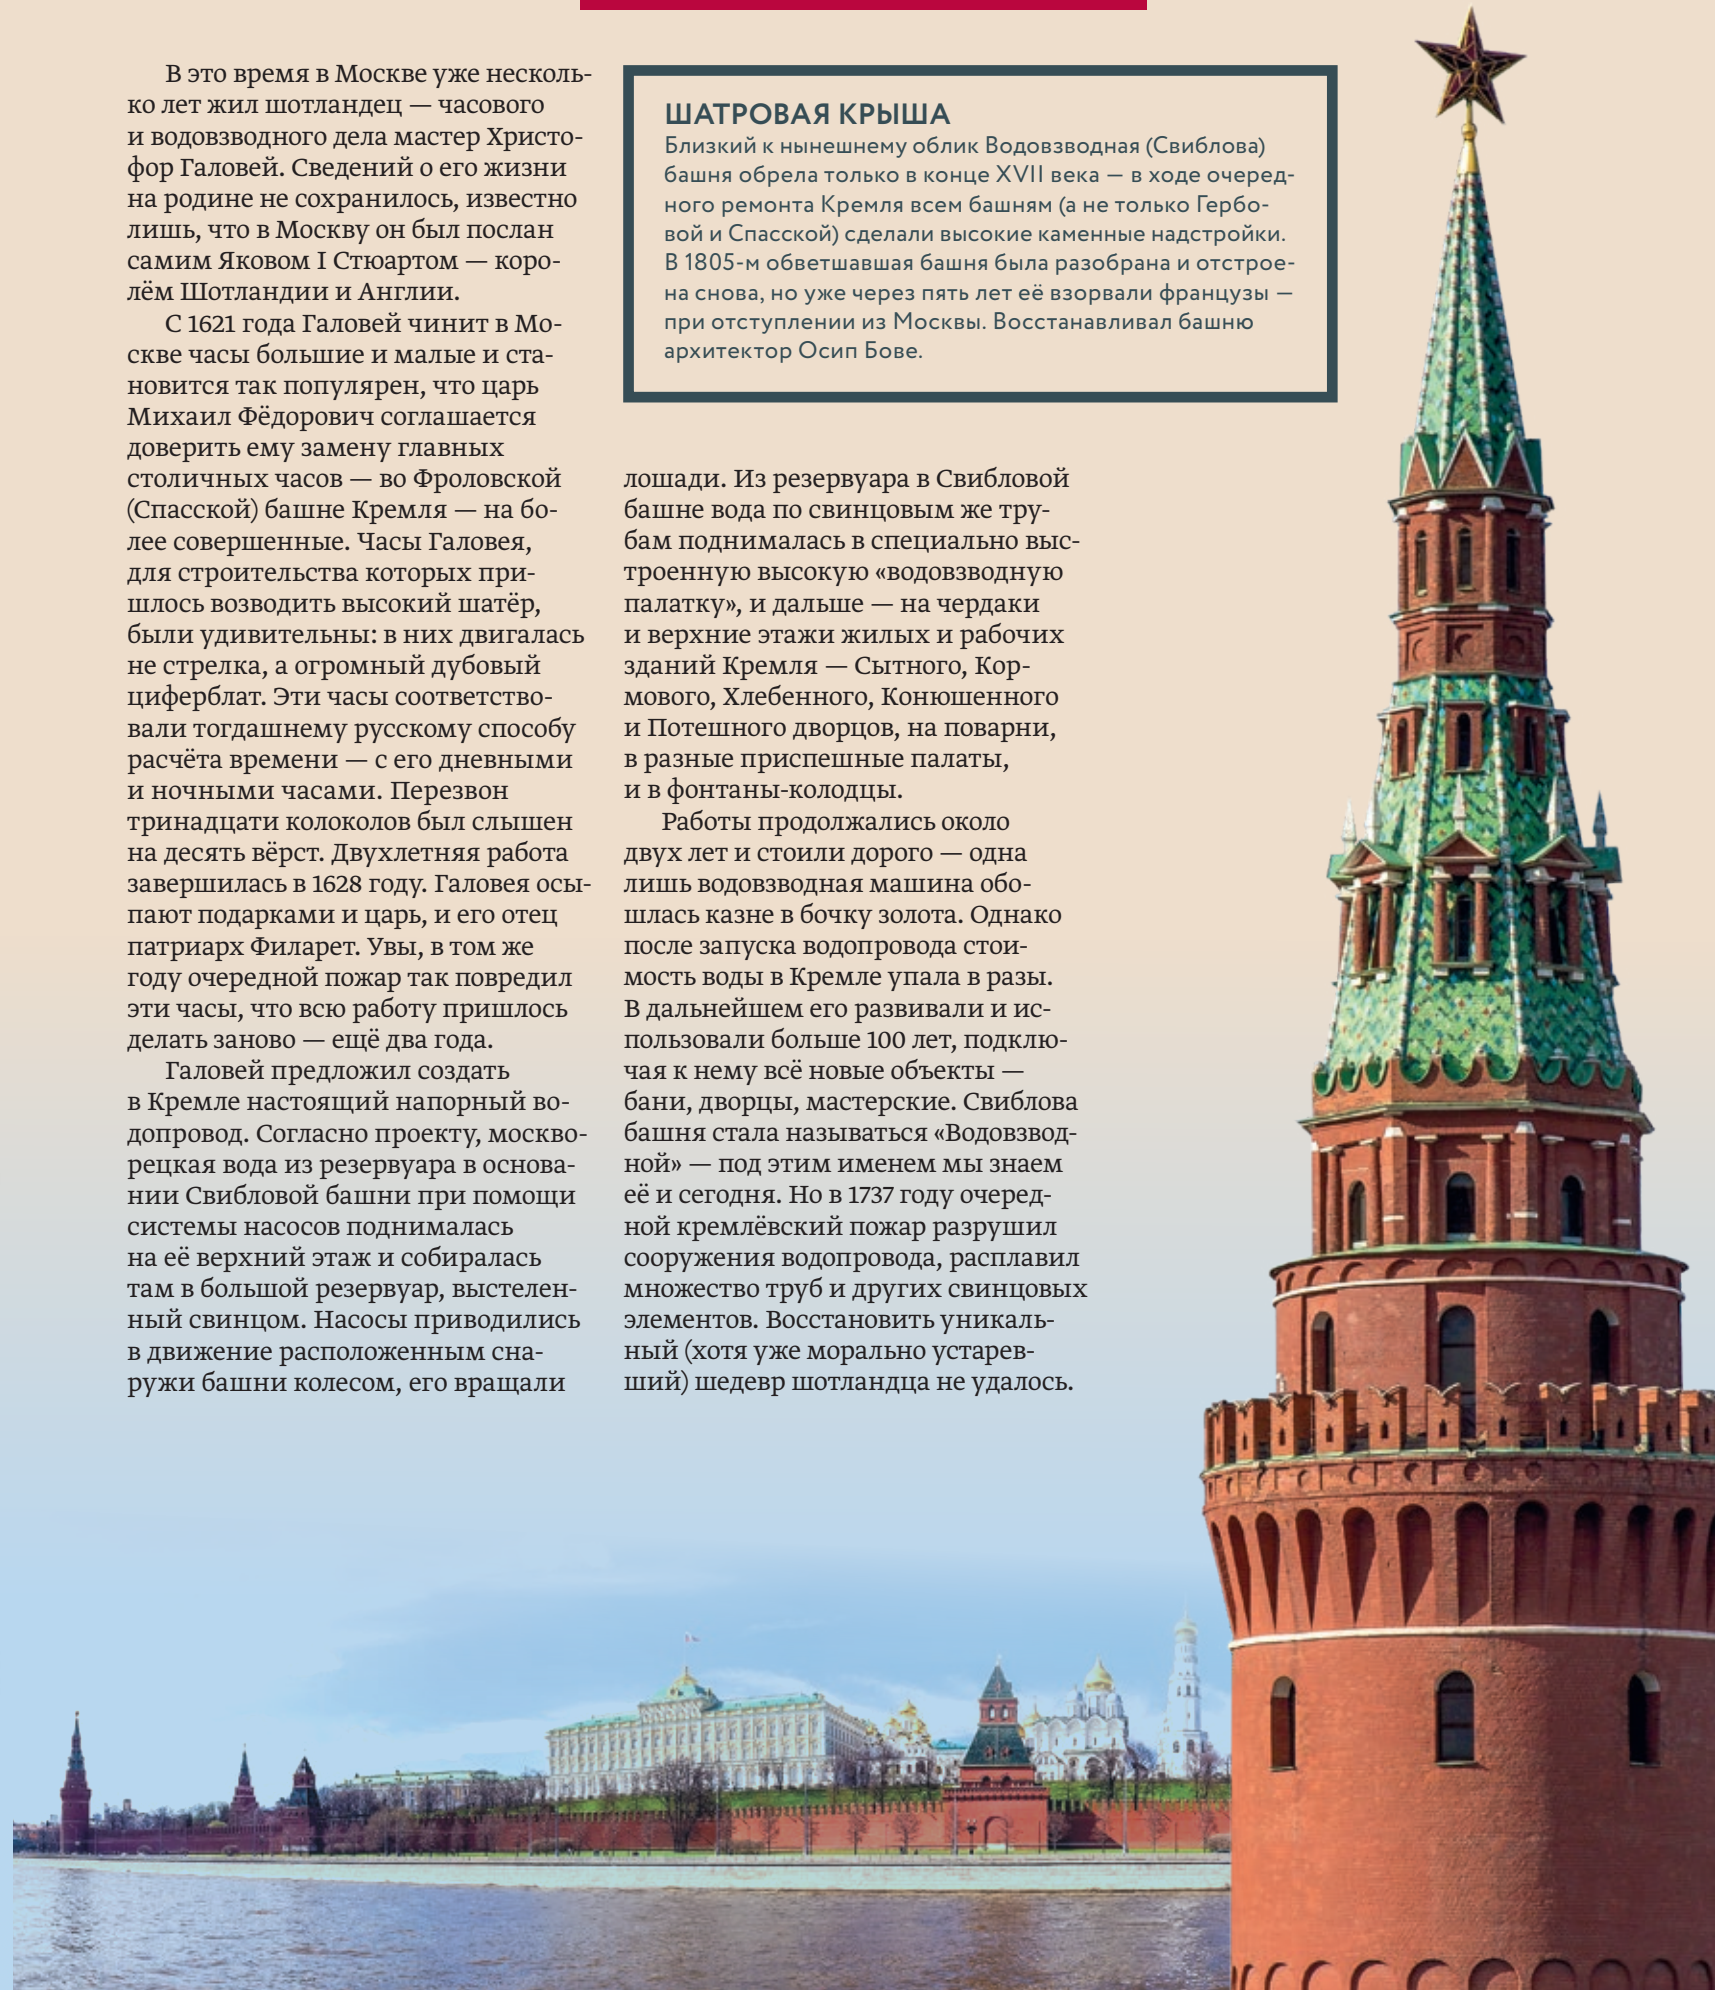 В это время в Москве уже несколь-
ко лет жил шотландец — часового
и водовзводного дела мастер Христо-
фор Галовей. Сведений о его жизни
на родине не сохранилось, известно
лишь, что в Москву он был послан
самим Яковом I Стюартом — коро-
лём Шотландии и Англии.
С 1621 года Галовей чинит в Мо-
скве часы большие и малые и ста-
новится так популярен, что царь
Михаил Фёдорович соглашается
доверить ему замену главных
столичных часов — во Фроловской
(Спасской) башне Кремля — на бо-
лее совершенные. Часы Галовея,
для строительства которых при-
шлось возводить высокий шатёр,
были удивительны: в них двигалась
не стрелка, а огромный дубовый
циферблат. Эти часы соответство-
вали тогдашнему русскому способу
расчёта времени — с его дневными
и ночными часами. Перезвон
тринадцати колоколов был слышен
на десять вёрст. Двухлетняя работа
завершилась в 1628 году. Галовея осы-
пают подарками и царь, и его отец
патриарх Филарет. Увы, в том же
году очередной пожар так повредил
эти часы, что всю работу пришлось
делать заново — ещё два года.
Галовей предложил создать
в Кремле настоящий напорный во-
допровод. Согласно проекту, москво-
рецкая вода из резервуара в основа-
нии Свибловой башни при помощи
системы насосов поднималась
на её верхний этаж и собиралась
там в большой резервуар, выстелен-
ный свинцом. Насосы приводились
в движение расположенным сна-
ружи башни колесом, его вращали
ШАТРОВАЯ КРЫША
Близкий к нынешнему облик Водовзводная (Свиблова)
башня обрела только в конце XVII века — в ходе очеред-
ного ремонта Кремля всем башням (а не только Гербо-
вой и Спасской) сделали высокие каменные надстройки.
В 1805-м обветшавшая башня была разобрана и отстрое-
на снова, но уже через пять лет её взорвали французы —
при отступлении из Москвы. Восстанавливал башню
архитектор Осип Бове.
лошади. Из резервуара в Свибловой
башне вода по свинцовым же тру-
бам поднималась в специально выс-
троенную высокую «водовзводную
палатку», и дальше — на чердаки
и верхние этажи жилых и рабочих
зданий Кремля — Сытного, Кор-
мового, Хлебенного, Конюшенного
и Потешного дворцов, на поварни,
в разные приспешные палаты,
и в фонтаны-колодцы.
Работы продолжались около
двух лет и стоили дорого — одна
лишь водовзводная машина обо-
шлась казне в бочку золота. Однако
после запуска водопровода стои-
мость воды в Кремле упала в разы.
В дальнейшем его развивали и ис-
пользовали больше 100 лет, подклю-
чая к нему всё новые объекты —
бани, дворцы, мастерские. Свиблова
башня стала называться «Водовзвод-
ной» — под этим именем мы знаем
её и сегодня. Но в 1737 году очеред-
ной кремлёвский пожар разрушил
сооружения водопровода, расплавил
множество труб и других свинцовых
элементов. Восстановить уникаль-
ный (хотя уже морально устарев-
ший) шедевр шотландца не удалось.